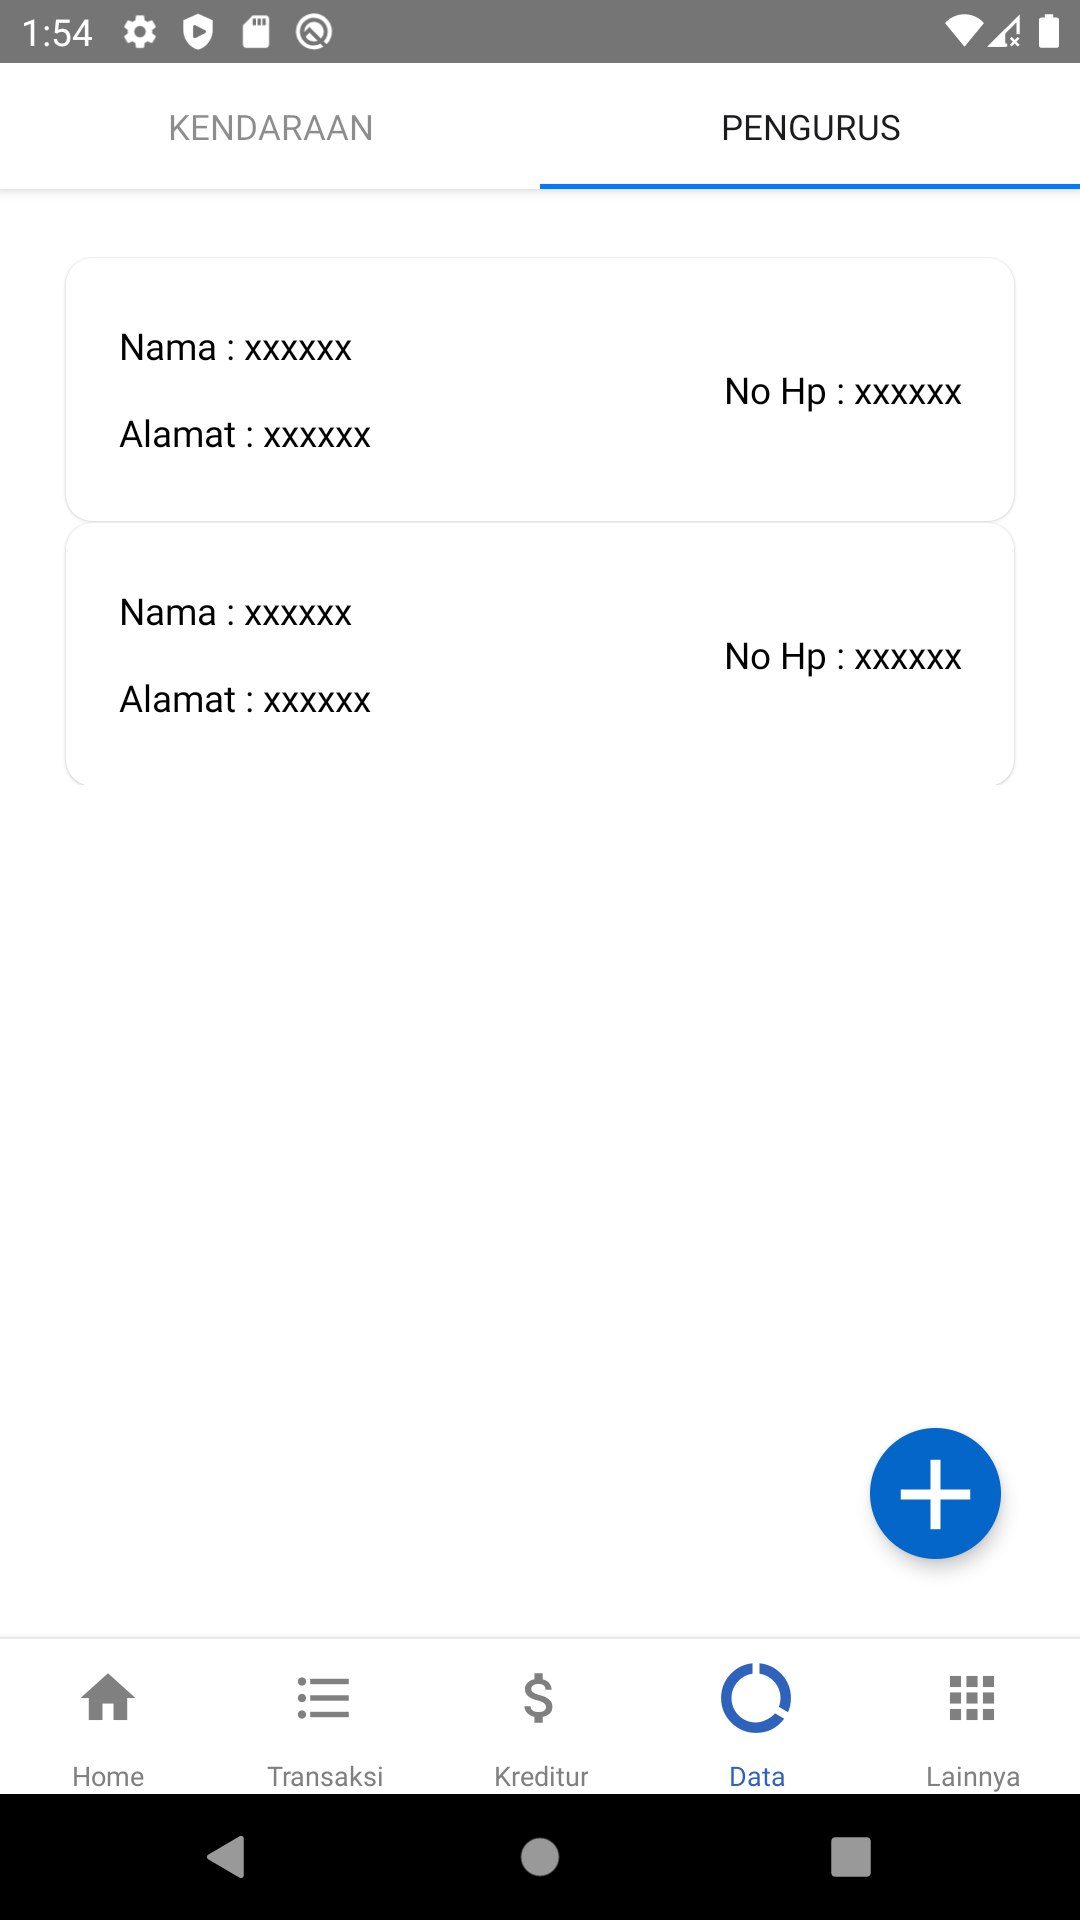 1:54
KENDARAAN PENGURUS
Nama : xxxxxx
No Hp : xxxxxx
Alamat : xxxxxx
Nama : xxxxxx
No Hp : xxxxxx
Alamat : xxxxxx
Home Transaksi Kreditur Data Lainnya